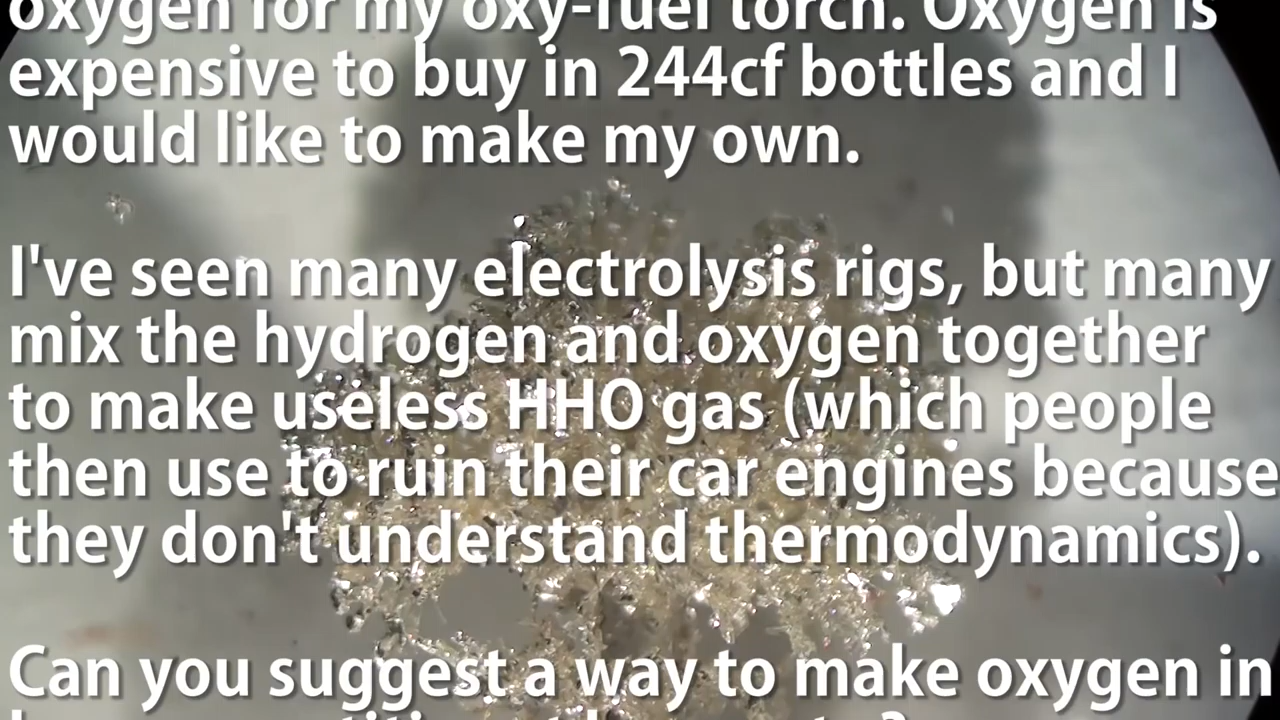 oxygen for my oxy-fuel torch. Oxygen is
expensive to buy in 244cf bottles and I
would like to make my own.
I've seen many electrolysis rigs, but many
mix the hydrogen and oxygen together
to make useless HHO gas (which people
then use to ruin their car engines because
they don't understand thermodynamics).
Can you suggest a way to make oxygen in